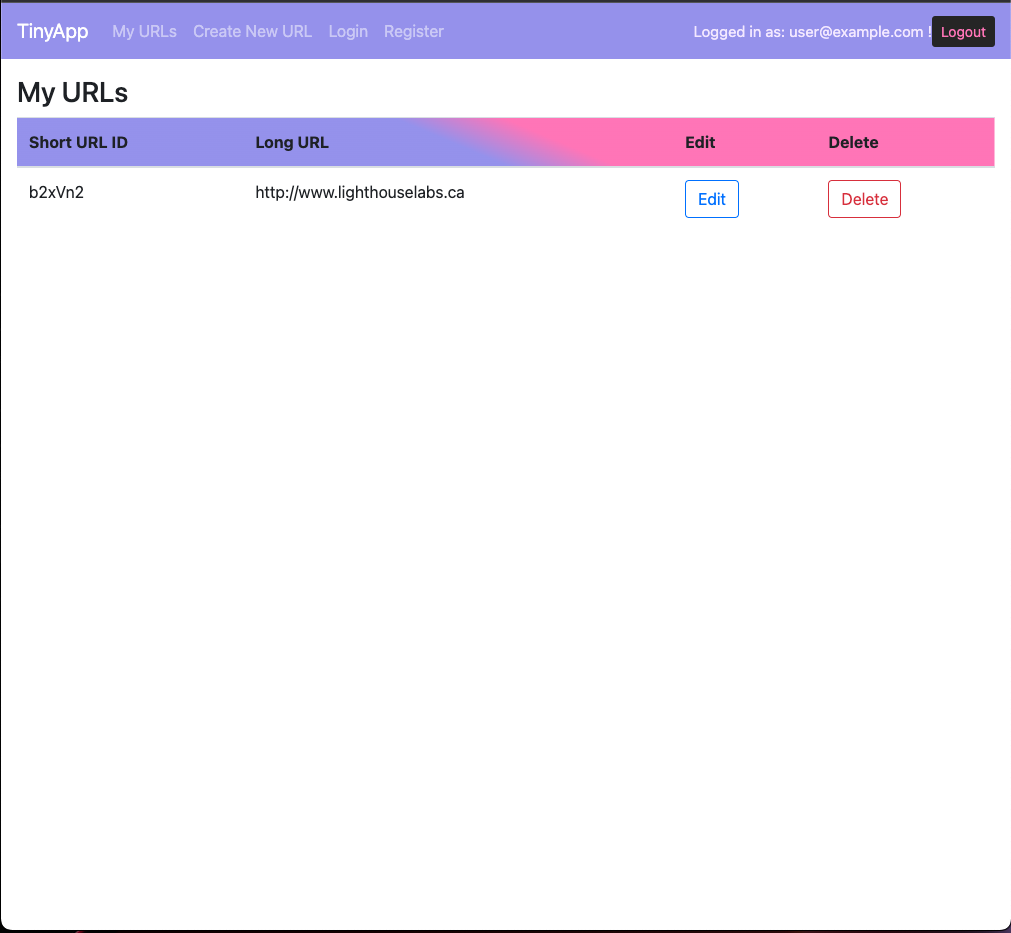 TinyApp My URLs Create New URL Login Register Logged in as: user@example.com ! Logout
My URLs
Short URL ID Long URL Edit Delete
b2xVn2 http://www.lighthouselabs.ca Edit Delete